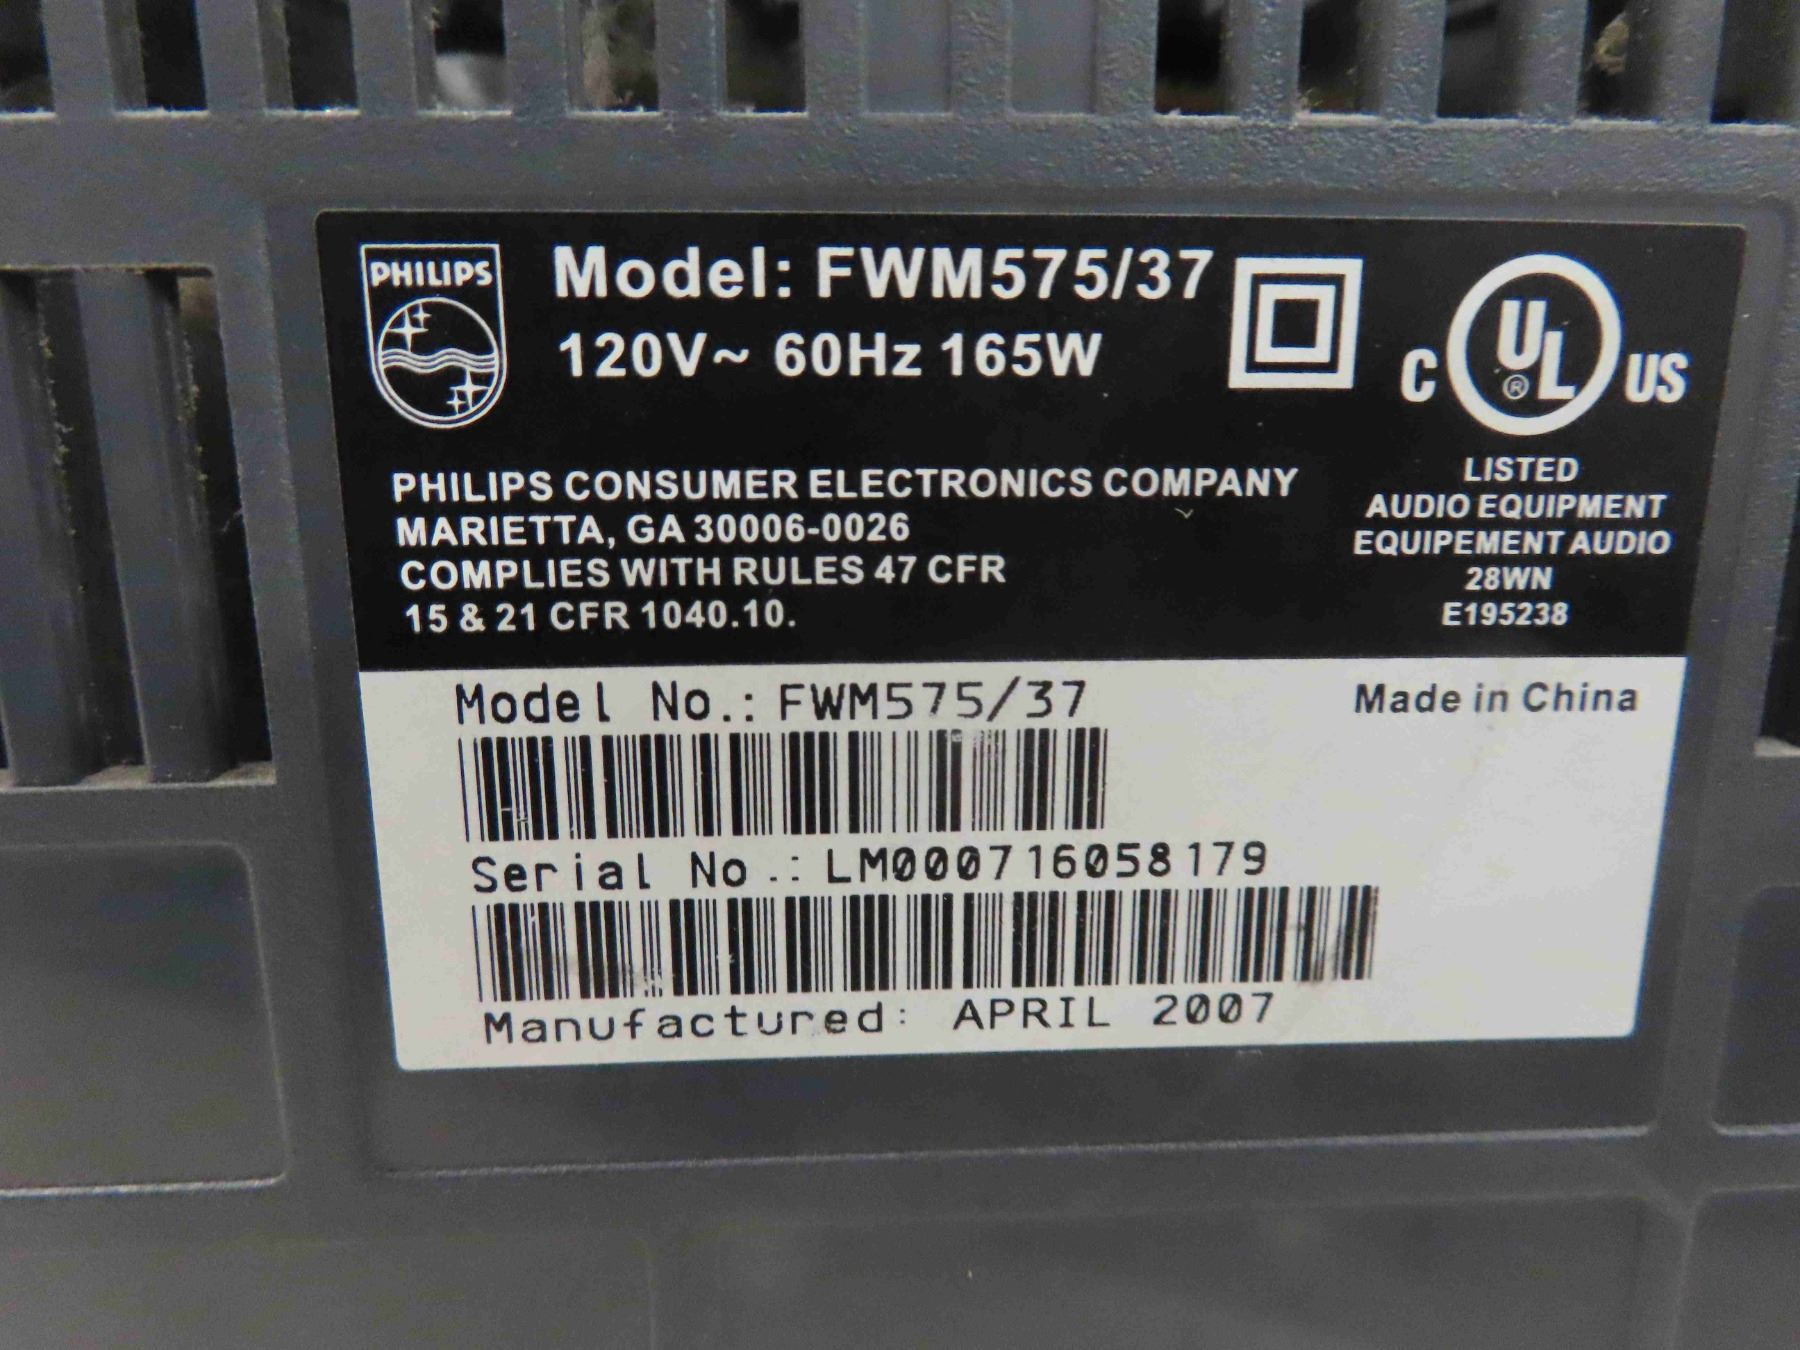 PHILIPS
Model: FWM575/37
120V~ 60Hz 165W
C UL® US
PHILIPS CONSUMER ELECTRONICS COMPANY
MARIETTA, GA 30006-0026
COMPLIES WITH RULES 47 CFR
15 & 21 CFR 1040.10.
LISTED
AUDIO EQUIPMENT
EQUIPEMENT AUDIO
28WN
E195238
Model No.: FWM575/37
Made in China
Serial No.: LM000716058179
Manufactured: APRIL 2007